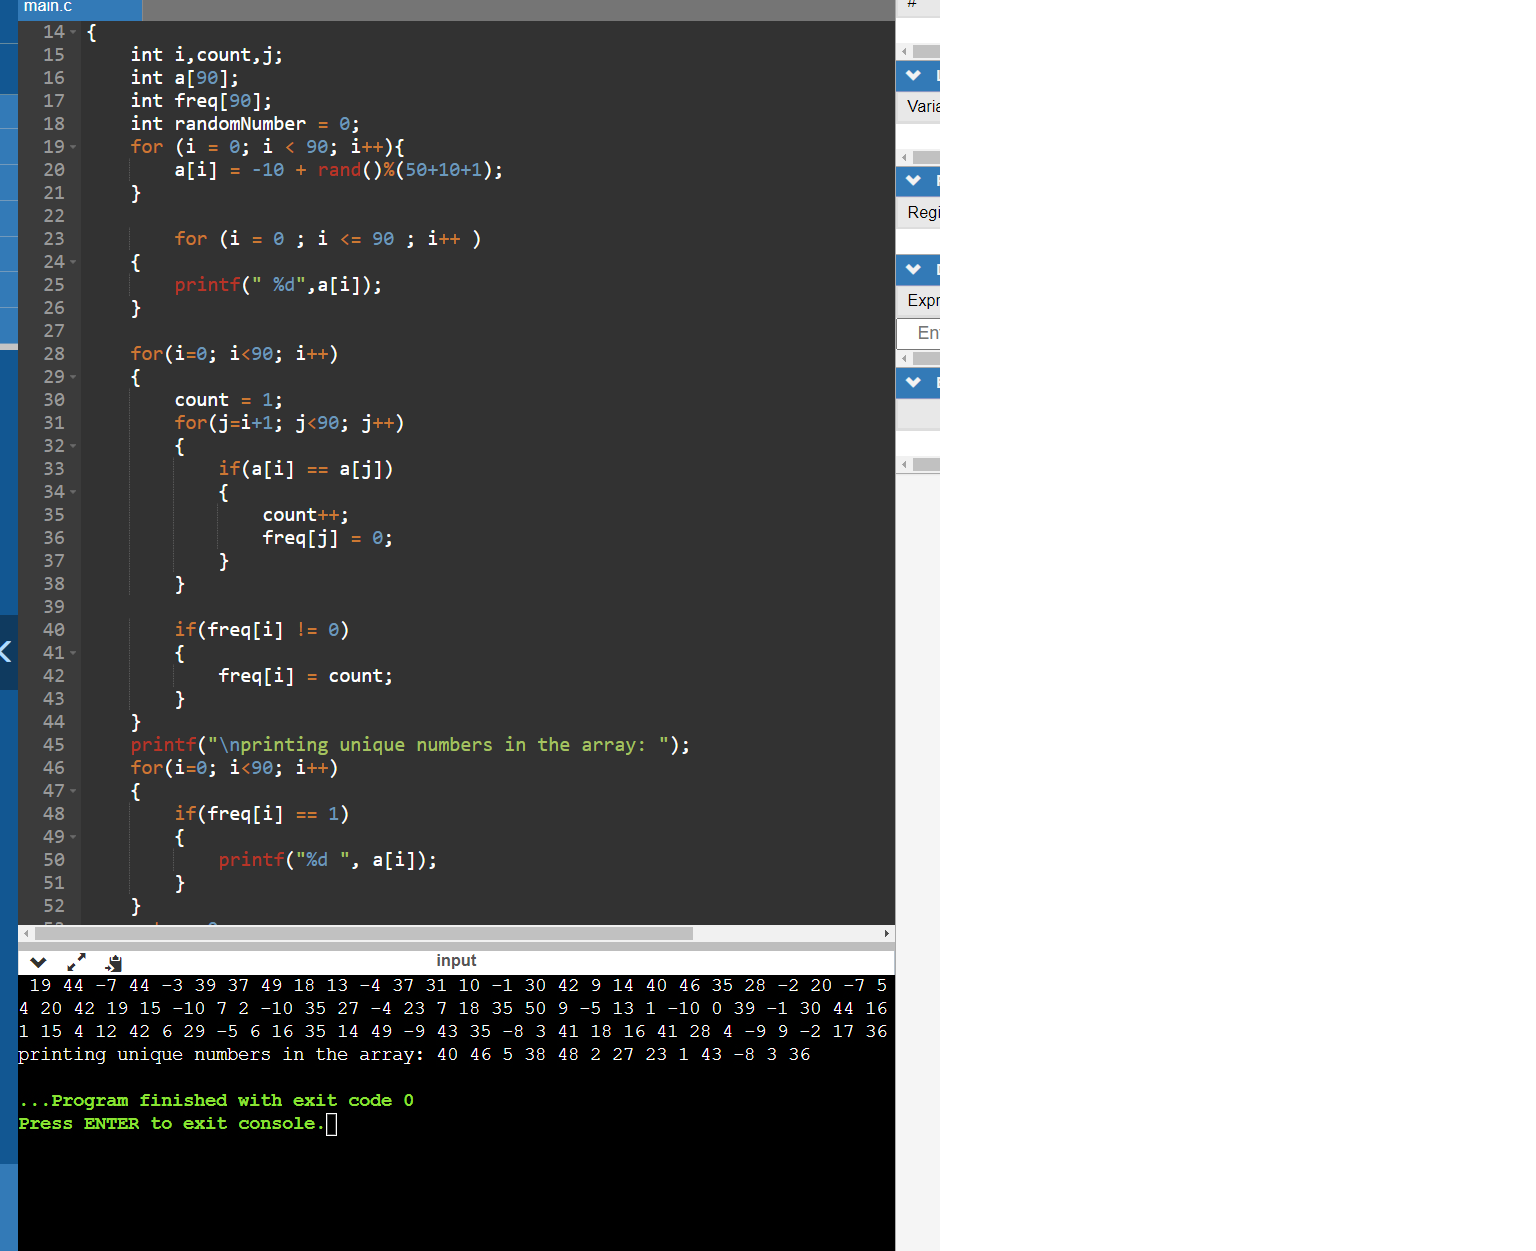 main.c
14 {
15 int i,count,j;
16 int a[90];
17 int freq[90];
18 int randomNumber = 0;
19 for (i = 0; i < 90; i++){
20 a[i] = -10 + rand()%(50+10+1);
21 }
22
23 for (i = 0 ; i <= 90 ; i++ )
24 {
25 printf(" %d",a[i]);
26 }
27
28 for(i=0; i<90; i++)
29 {
30 count = 1;
31 for(j=i+1; j<90; j++)
32 {
33 if(a[i] == a[j])
34 {
35 count++;
36 freq[j] = 0;
37 }
38 }
39
40 if(freq[i] != 0)
41 {
42 freq[i] = count;
43 }
44 }
45 printf("\nprinting unique numbers in the array: ");
46 for(i=0; i<90; i++)
47 {
48 if(freq[i] == 1)
49 {
50 printf("%d ", a[i]);
51 }
52 }
#
Varia
Regi
Expr
En
input
19 44 -7 44 -3 39 37 49 18 13 -4 37 31 10 -1 30 42 9 14 40 46 35 28 -2 20 -7 5
4 20 42 19 15 -10 7 2 -10 35 27 -4 23 7 18 35 50 9 -5 13 1 -10 0 39 -1 30 44 16
1 15 4 12 42 6 29 -5 6 16 35 14 49 -9 43 35 -8 3 41 18 16 41 28 4 -9 9 -2 17 36
printing unique numbers in the array: 40 46 5 38 48 2 27 23 1 43 -8 3 36
...Program finished with exit code 0
Press ENTER to exit console.